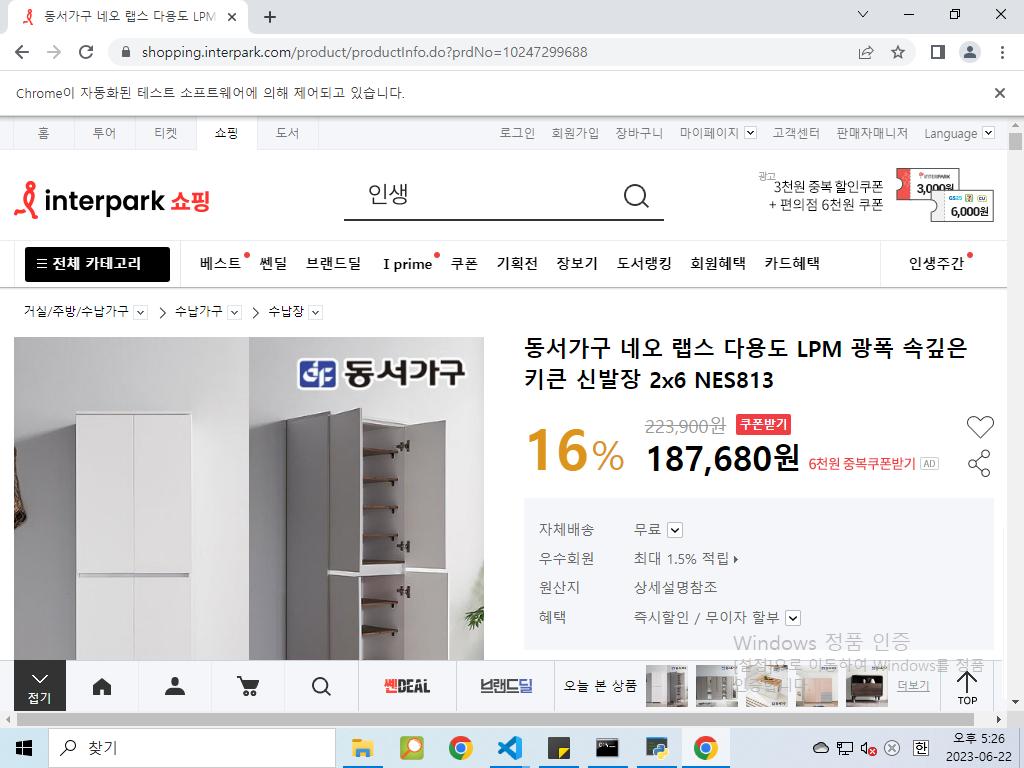 동서가구 네오 랩스 다용도 LPM
shopping.interpark.com/product/productInfo.do?prdNo=10247299688
Chrome이 자동화된 테스트 소프트웨어에 의해 제어되고 있습니다.
홈 투어 티켓 쇼핑 도서 로그인 회원가입 장바구니 마이페이지 고객센터 판매자매니저 Language
interpark 쇼핑
인생
광고
3천원 중복 할인쿠폰
+ 편의점 6천원 쿠폰
INTERPARK
3,000원
GS25 CU
6,000원
전체 카테고리 베스트 쎈딜 브랜드딜 I prime 쿠폰 기획전 장보기 도서랭킹 회원혜택 카드혜택 인생주간
거실/주방/수납가구 수납가구 수납장
동서가구
동서가구 네오 랩스 다용도 LPM 광폭 속깊은
키큰 신발장 2x6 NES813
16%
223,900원 쿠폰받기
187,680원 6천원 중복쿠폰받기 AD
자체배송 무료
우수회원 최대 1.5% 적립
원산지 상세설명참조
혜택 즉시할인 / 무이자 할부
Windows 정품 인증
[설정]으로 이동하여 Windows를 정품
인증합니다.
접기 쎈DEAL 브랜드딜 오늘 본 상품 더보기 TOP
찾기
한
오후 5:26
2023-06-22